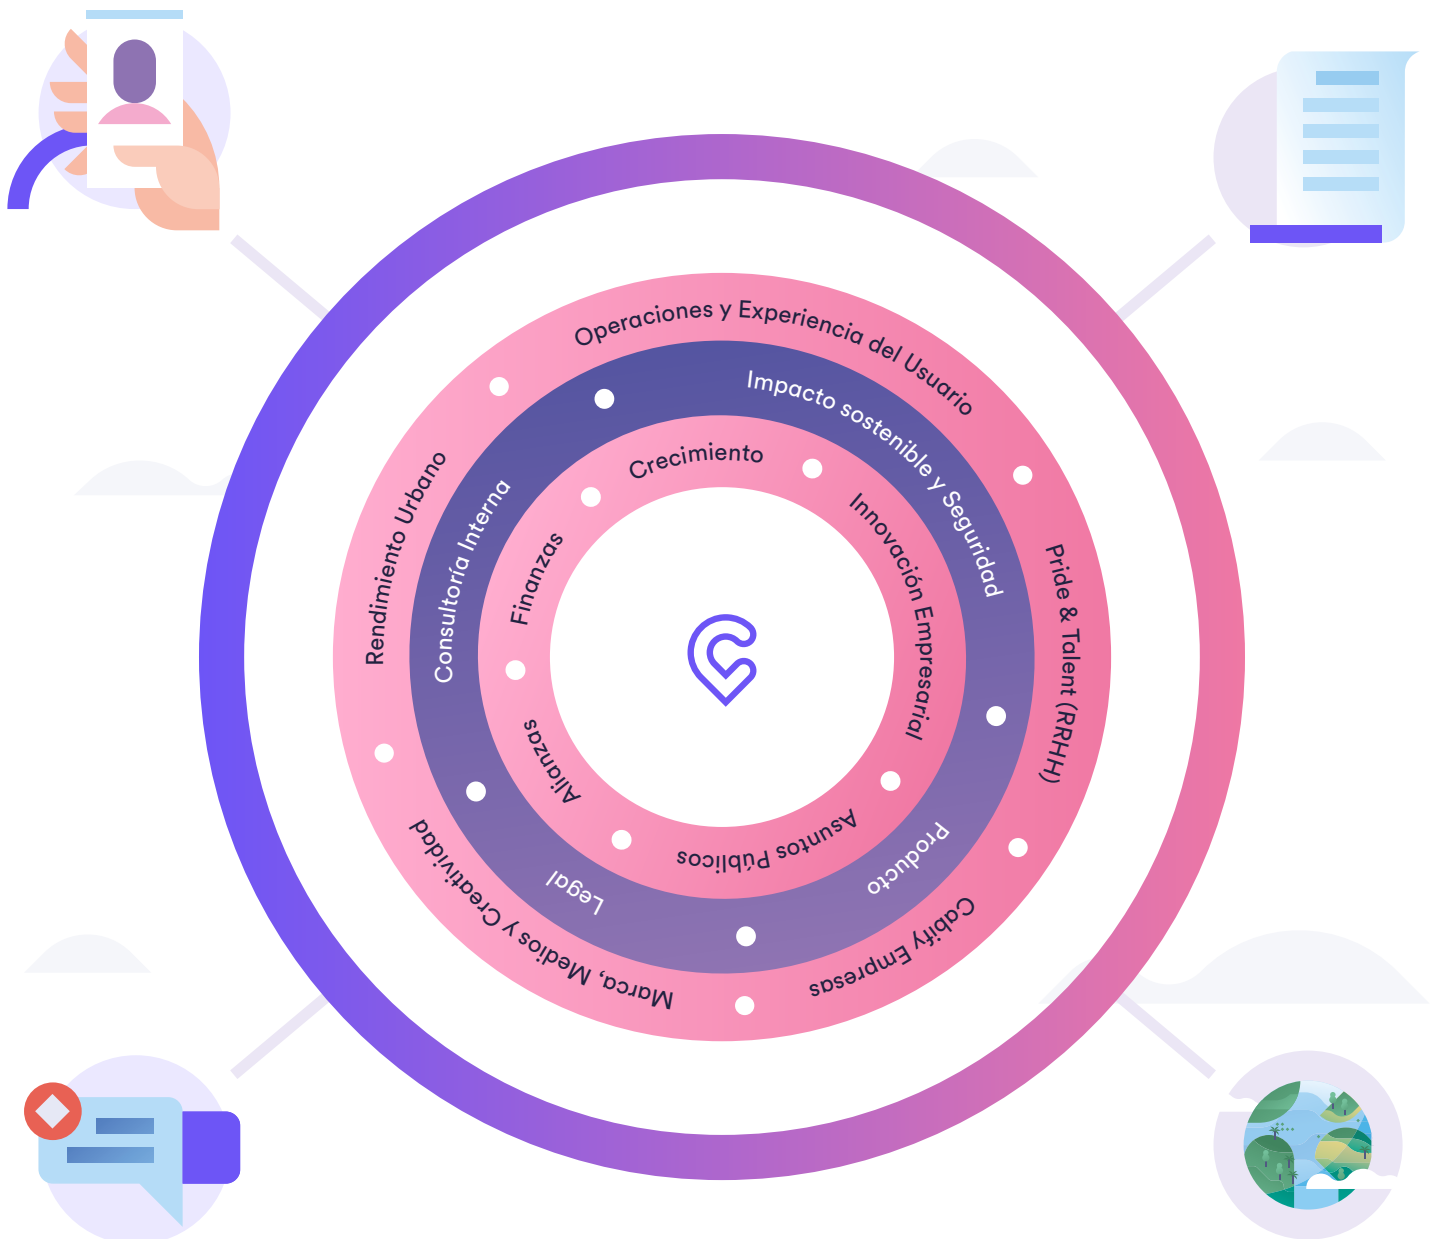 Operaciones y Experiencia del Usuario
Pride & Talent (RRHH)
Cabify Empresas
Marca, Medios y Creatividad
Rendimiento Urbano
Impacto sostenible y Seguridad
Producto
Legal
Consultoría Interna
Crecimiento
Innovación Empresarial
Asuntos Públicos
Alianzas
Finanzas